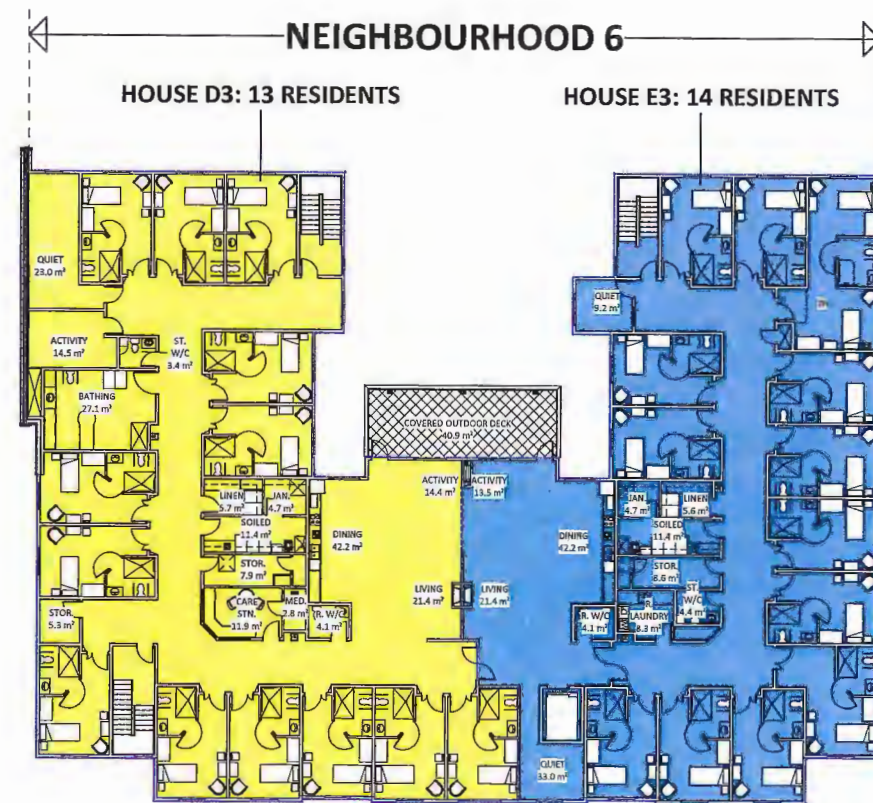 NEIGHBOURHOOD 6
HOUSE D3: 13 RESIDENTS
HOUSE E3: 14 RESIDENTS
QUIET
23.0 m²
ACTIVITY
14.5 m²
ST.
W/C
3.4 m²
BATHING
27.1 m²
LINEN
5.7 m²
JAN.
4.7 m²
SOILED
11.4 m²
STOR.
7.9 m²
CARE
STN.
11.9 m²
MED.
2.8 m²
R. W/C
4.1 m²
STOR.
5.3 m²
COVERED OUTDOOR DECK
40.9 m²
ACTIVITY
14.4 m²
DINING
42.2 m²
LIVING
21.4 m²
ACTIVITY
13.5 m²
DINING
42.2 m²
LIVING
21.4 m²
QUIET
9.2 m²
JAN.
4.7 m²
LINEN
5.6 m²
SOILED
11.4 m²
STOR.
8.6 m²
ST.
W/C
4.4 m²
R.
LAUNDRY
8.3 m²
R. W/C
4.1 m²
QUIET
33.0 m²